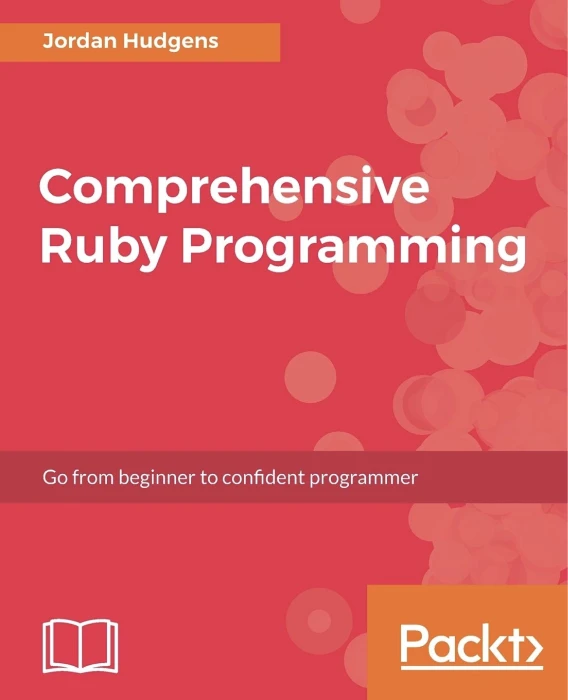 Jordan Hudgens
Comprehensive
Ruby Programming
Go from beginner to confident programmer
Packt>